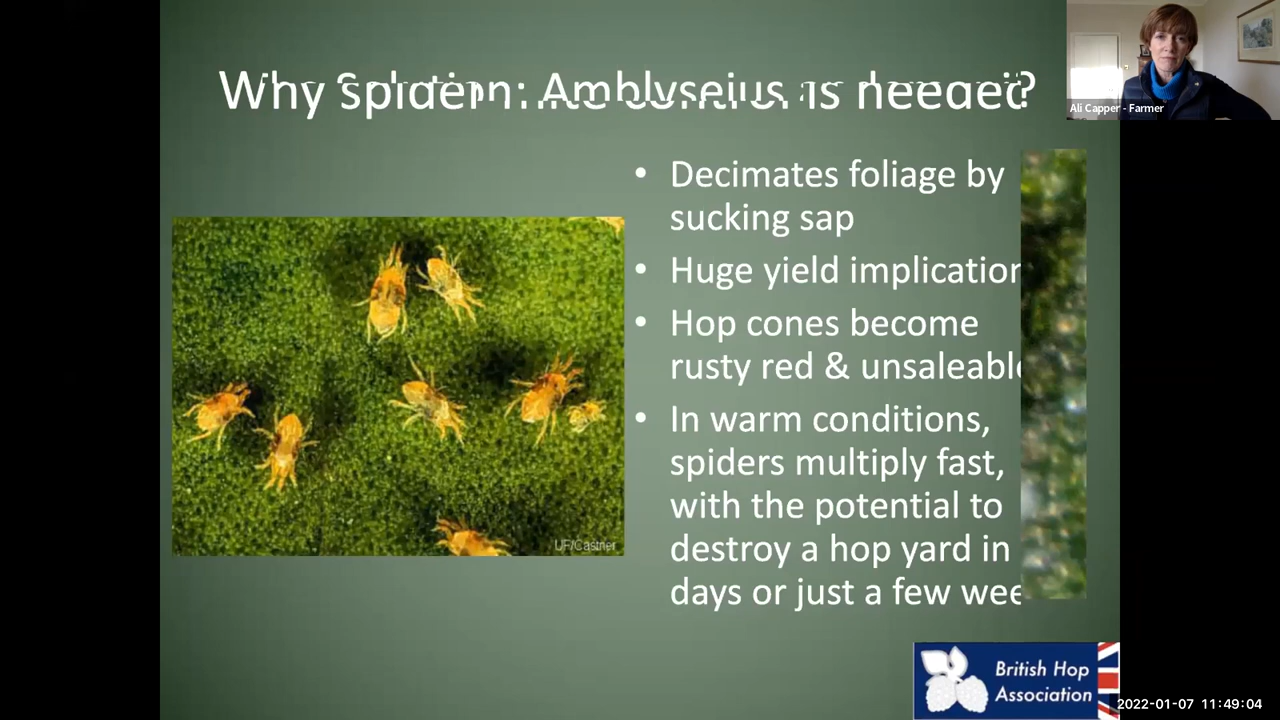 Why Amblyseius is needed?
Ali Capper - Farmer
• Decimates foliage by
sucking sap
• Huge yield implication
• Hop cones become
rusty red & unsaleable
• In warm conditions,
spiders multiply fast,
with the potential to
destroy a hop yard in
days or just a few wee
UF/Castner
British Hop
Association
2022-01-07 11:49:04